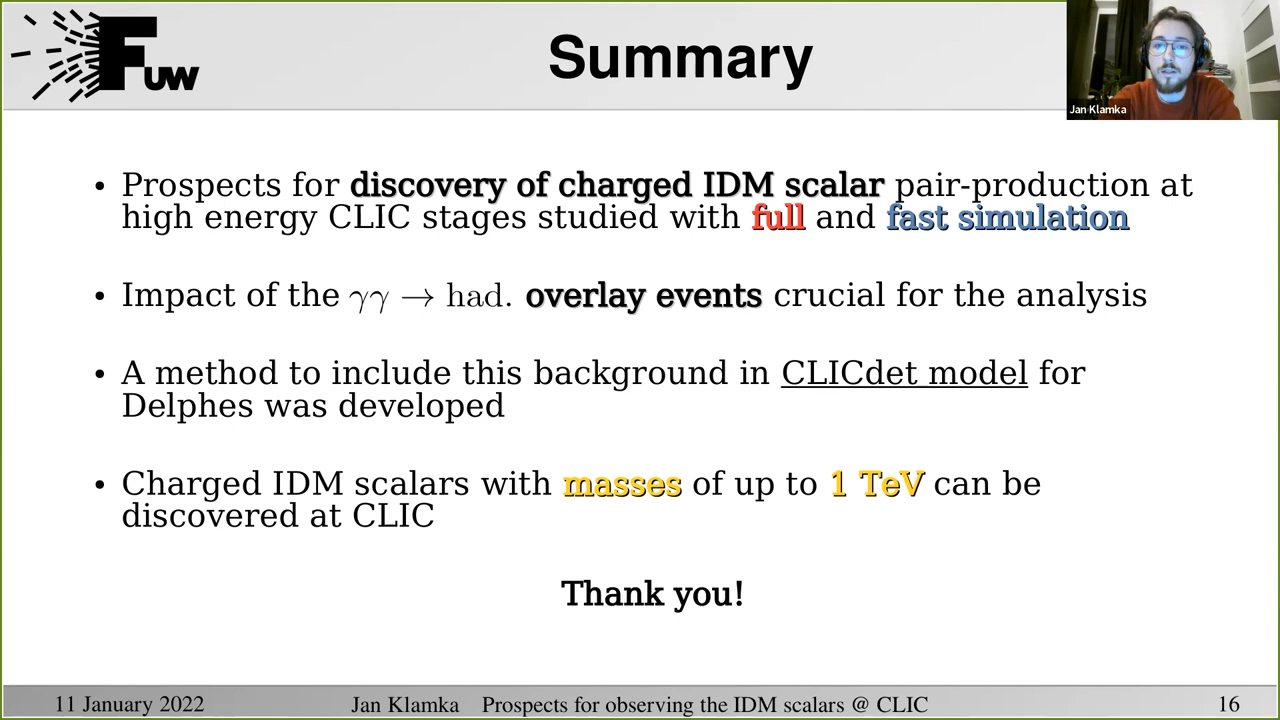 FUW
Summary
Jan Klamka
• Prospects for discovery of charged IDM scalar pair-production at
high energy CLIC stages studied with full and fast simulation
• Impact of the γγ → had. overlay events crucial for the analysis
• A method to include this background in CLICdet model for
Delphes was developed
• Charged IDM scalars with masses of up to 1 TeV can be
discovered at CLIC
Thank you!
11 January 2022 Jan Klamka Prospects for observing the IDM scalars @ CLIC 16